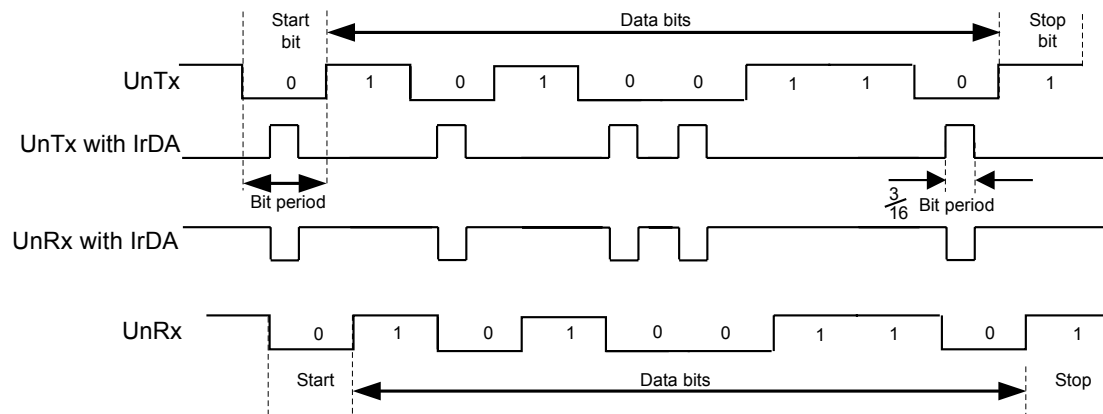 Start
bit
Data bits
Stop
bit
UnTx
0 1 0 1 0 0 1 1 0 1
UnTx with IrDA
Bit period
3/16 Bit period
UnRx with IrDA
UnRx
0 1 0 1 0 0 1 1 0 1
Start
Data bits
Stop